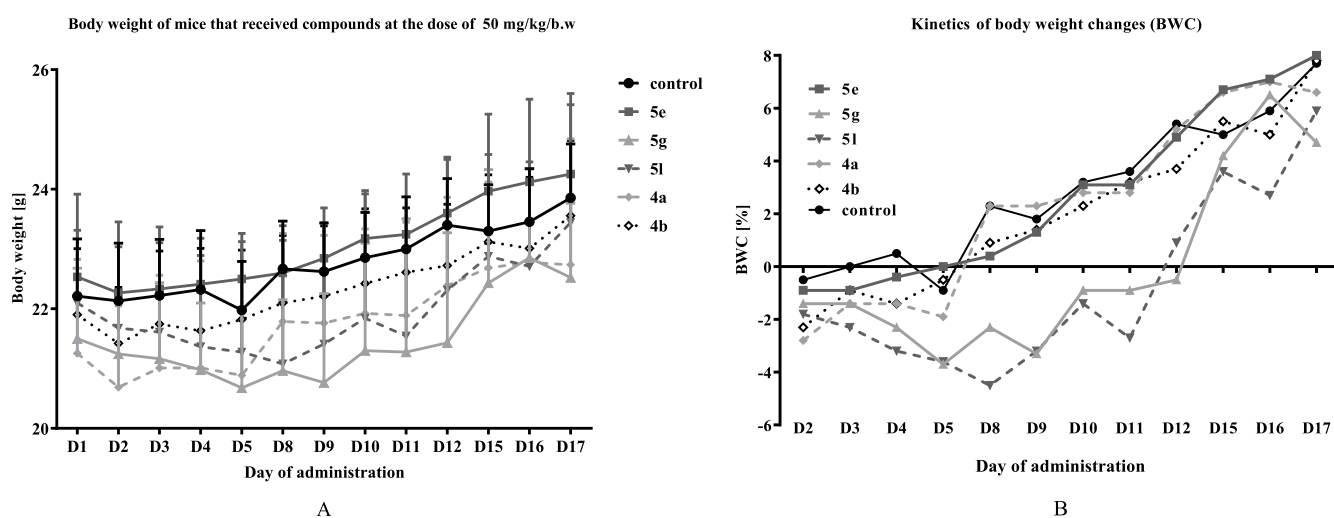 Body weight of mice that received compounds at the dose of 50 mg/kg/b.w
Body weight [g]
26
24
22
20
D1 D2 D3 D4 D5 D8 D9 D10 D11 D12 D15 D16 D17
Day of administration
control
5e
5g
5l
4a
4b
A
Kinetics of body weight changes (BWC)
BWC [%]
8
6
4
2
0
-2
-4
-6
5e
5g
5l
4a
4b
control
D2 D3 D4 D5 D8 D9 D10 D11 D12 D15 D16 D17
Day of administration
B